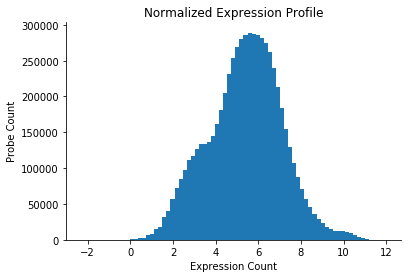 Normalized Expression Profile
300000
250000
200000
150000
100000
50000
0
Probe Count
−2 0 2 4 6 8 10 12
Expression Count